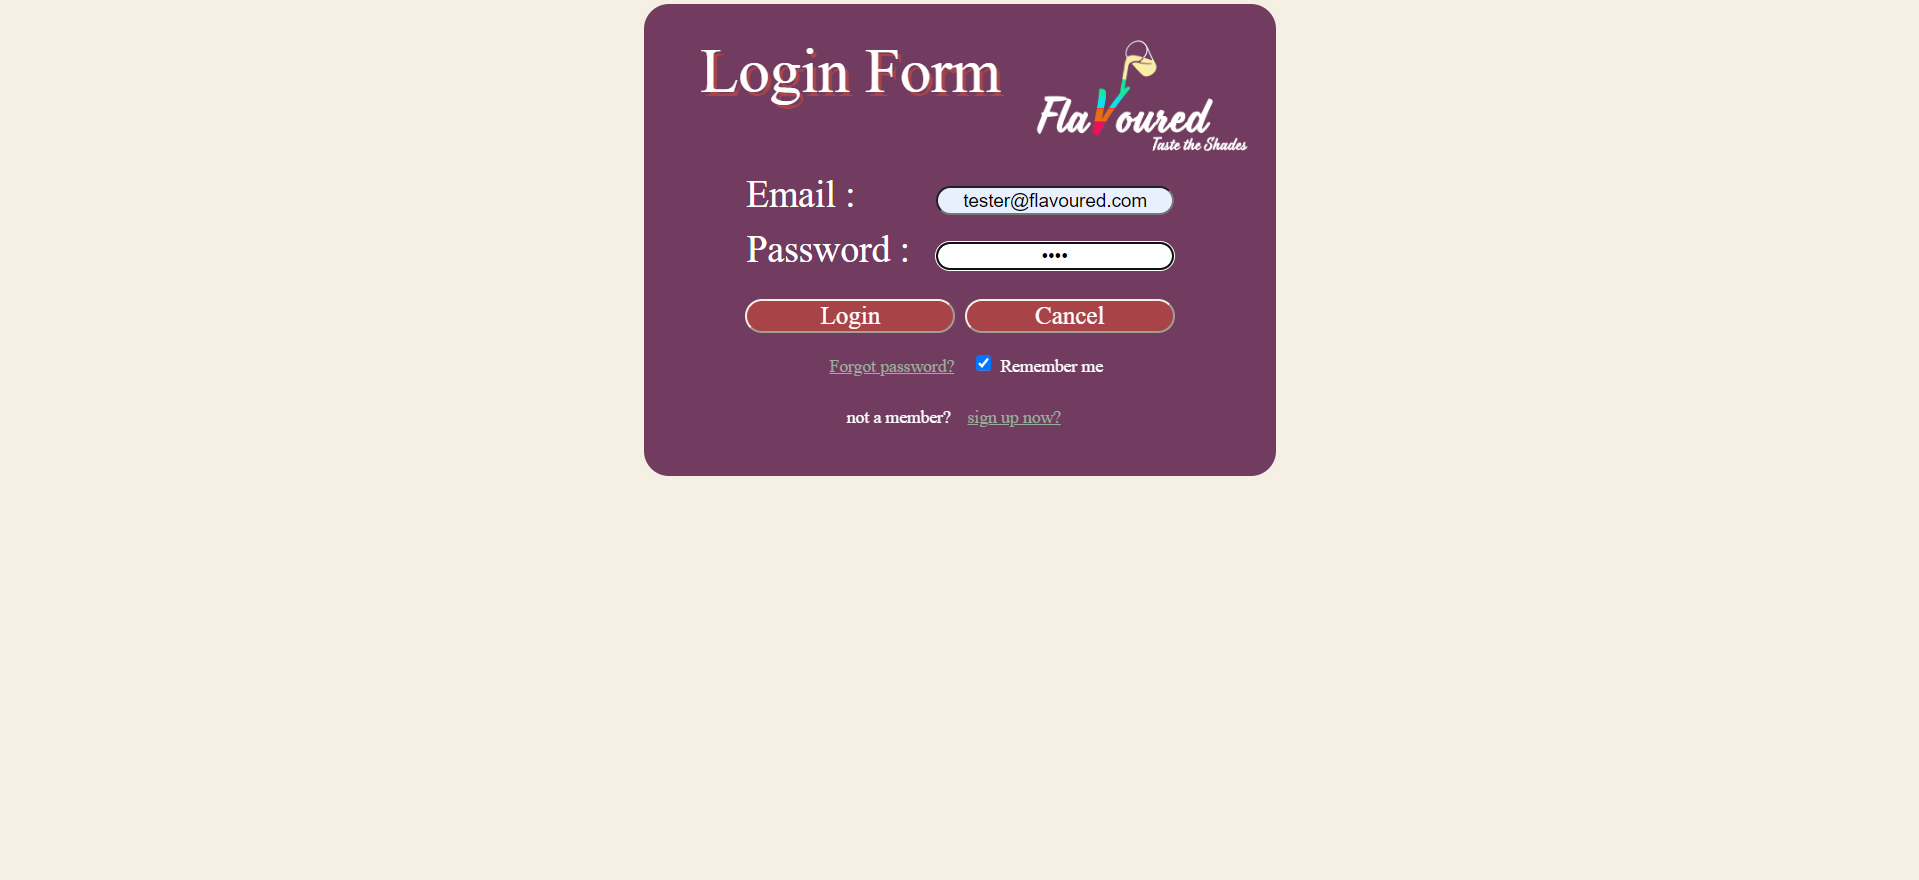 Login Form
FlaVoured
Taste the Shades
Email : tester@flavoured.com
Password : ••••
Login Cancel
Forgot password? Remember me
not a member? sign up now?